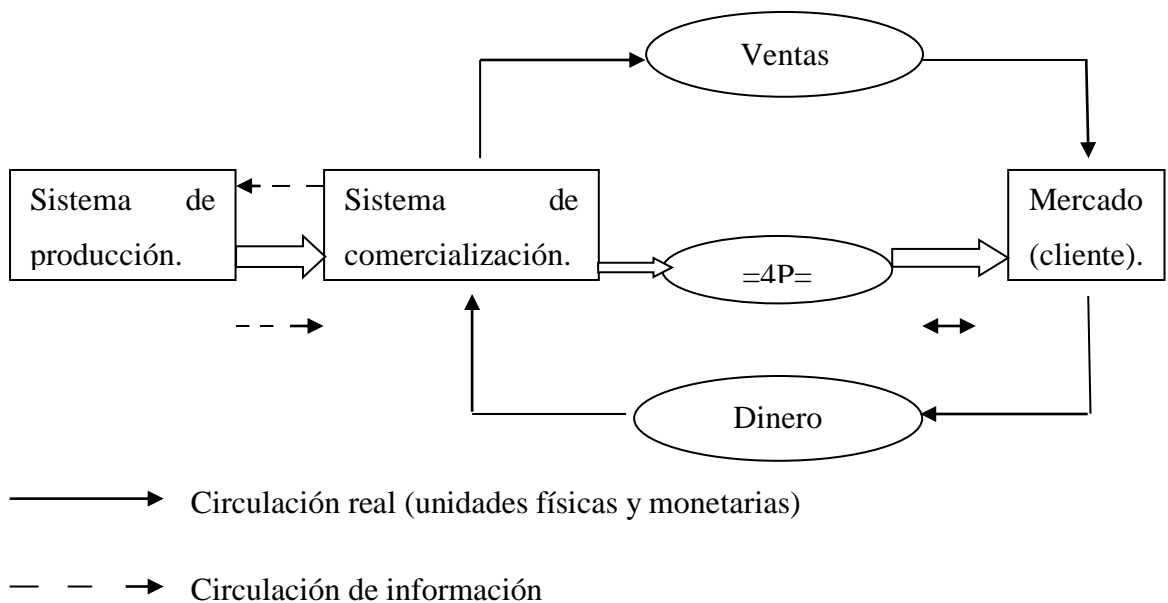 Ventas
Sistema de
producción.
Sistema de
comercialización.
Mercado
(cliente).
=4P=
Dinero
Circulación real (unidades físicas y monetarias)
Circulación de información